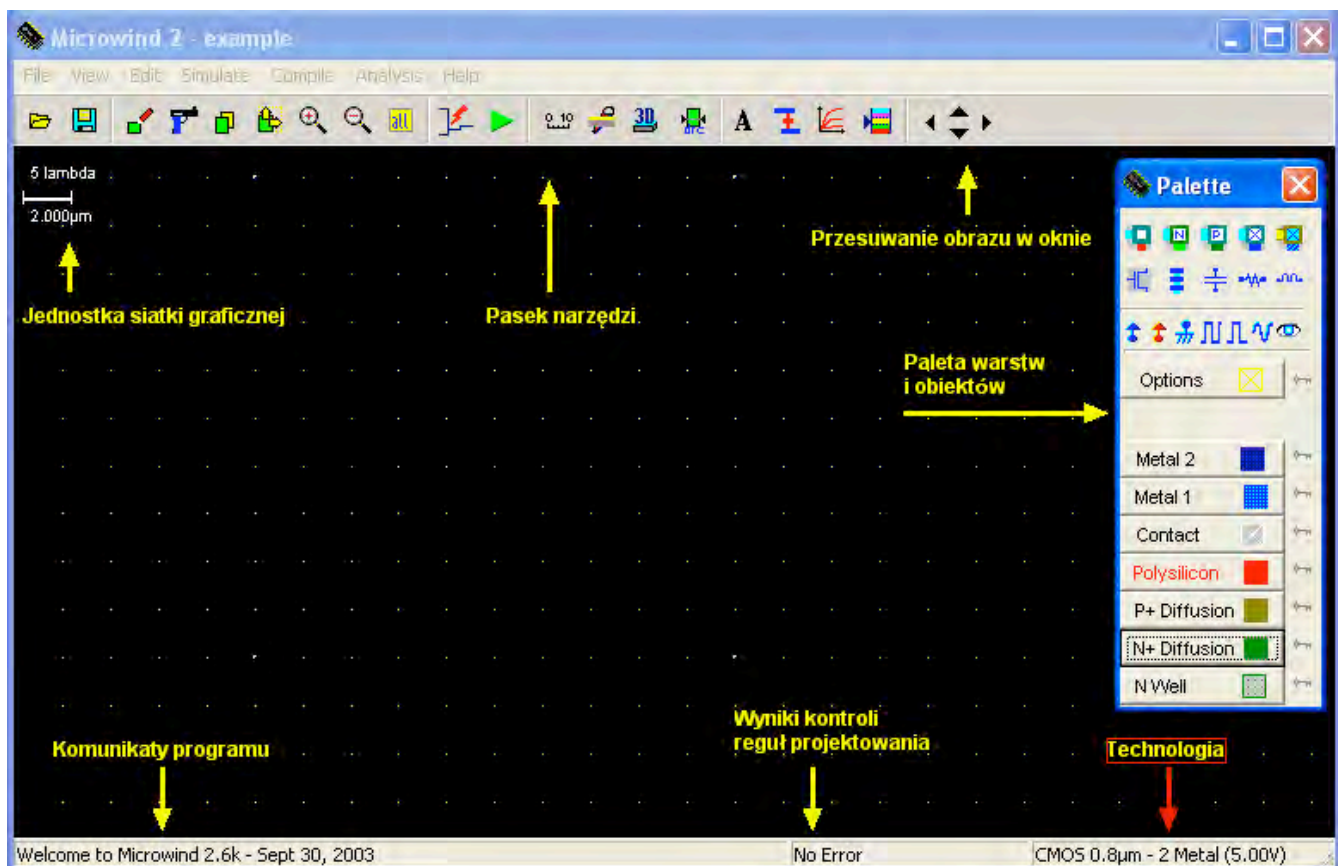 Microwind 2 - example
File View Edit Simulate Compile Analysis Help
all 0.10 3D DRC A
5 lambda
2.000µm
Jednostka siatki graficznej
Pasek narzędzi
Przesuwanie obrazu w oknie
Paleta warstw
i obiektów
Palette
N P
Options
Metal 2
Metal 1
Contact
Polysilicon
P+ Diffusion
N+ Diffusion
N Well
Komunikaty programu
Wyniki kontroli
reguł projektowania
Technologia
Welcome to Microwind 2.6k - Sept 30, 2003
No Error
CMOS 0.8µm - 2 Metal (5,00V)